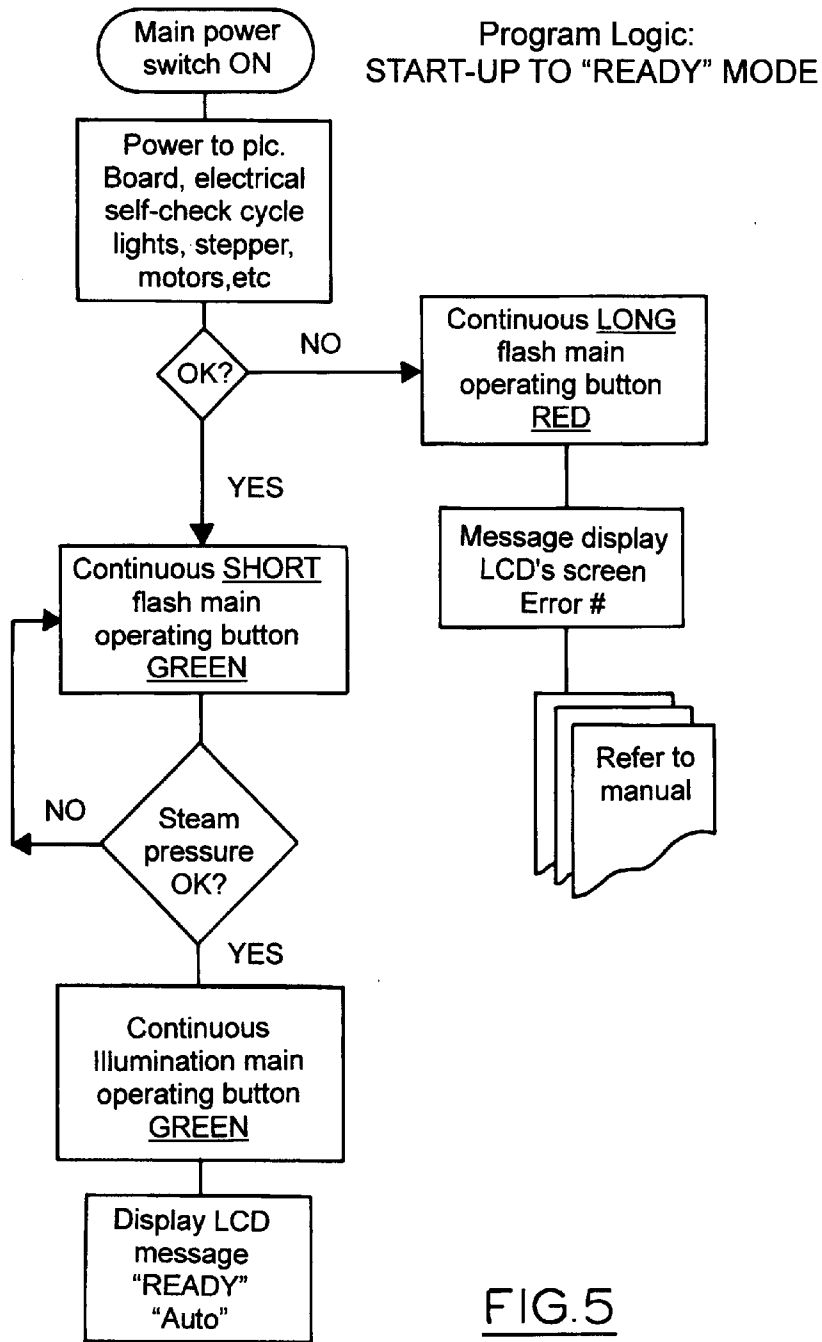 Main power
switch ON
Program Logic:
START-UP TO “READY” MODE
Power to plc.
Board, electrical
self-check cycle
lights, stepper,
motors,etc
OK?
NO
Continuous LONG
flash main
operating button
RED
YES
Message display
LCD's screen
Error #
Refer to
manual
Continuous SHORT
flash main
operating button
GREEN
NO
Steam
pressure
OK?
YES
Continuous
Illumination main
operating button
GREEN
Display LCD
message
“READY”
“Auto”
FIG.5